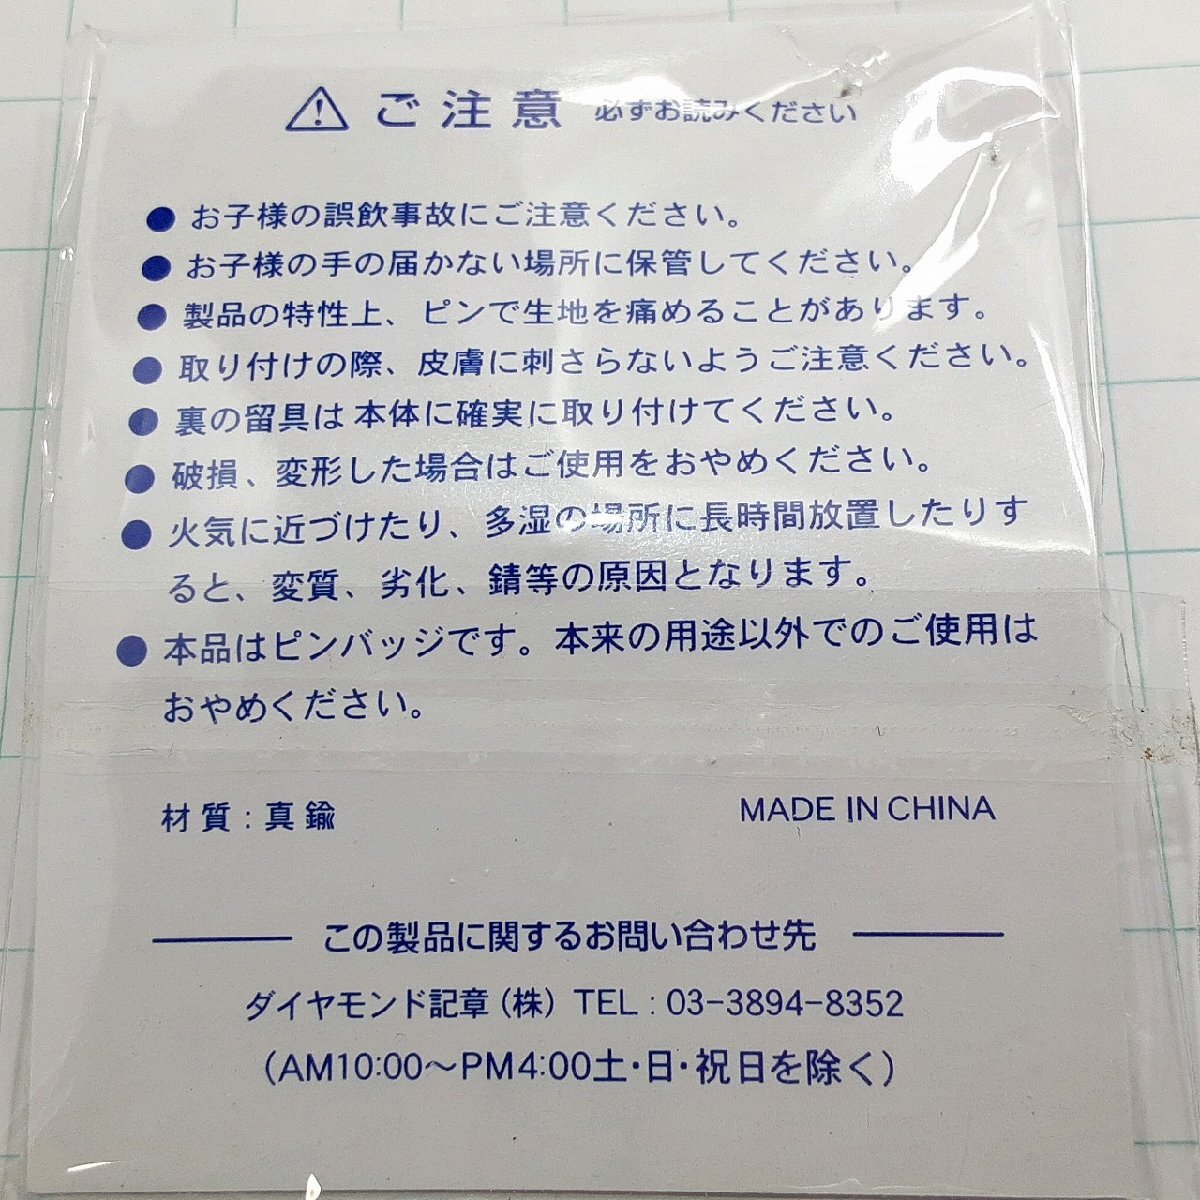 ご注意 必ずお読みください
● お子様の誤飲事故にご注意ください。
● お子様の手の届かない場所に保管してください。
● 製品の特性上、ピンで生地を痛めることがあります。
● 取り付けの際、皮膚に刺さらないようご注意ください。
● 裏の留具は本体に確実に取り付けてください。
● 破損、変形した場合はご使用をおやめください。
● 火気に近づけたり、多湿の場所に長時間放置したりす
ると、変質、劣化、錆等の原因となります。
● 本品はピンバッジです。本来の用途以外でのご使用は
おやめください。
材質：真鍮 MADE IN CHINA
この製品に関するお問い合わせ先
ダイヤモンド記章（株） TEL：03-3894-8352
（AM10:00〜PM4:00土・日・祝日を除く）